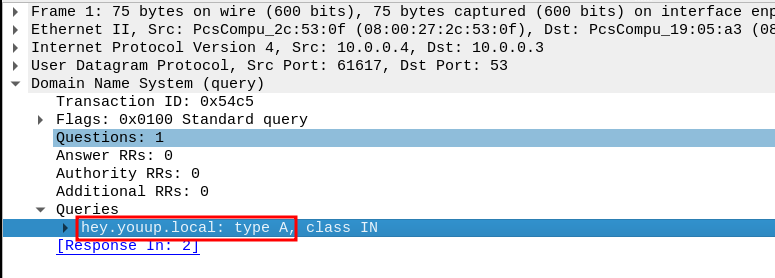 Frame 1: 75 bytes on wire (600 bits), 75 bytes captured (600 bits) on interface enp
Ethernet II, Src: PcsCompu_2c:53:0f (08:00:27:2c:53:0f), Dst: PcsCompu_19:05:a3 (08
Internet Protocol Version 4, Src: 10.0.0.4, Dst: 10.0.0.3
User Datagram Protocol, Src Port: 61617, Dst Port: 53
Domain Name System (query)
Transaction ID: 0x54c5
Flags: 0x0100 Standard query
Questions: 1
Answer RRs: 0
Authority RRs: 0
Additional RRs: 0
Queries
hey.youup.local: type A, class IN
[Response In: 2]